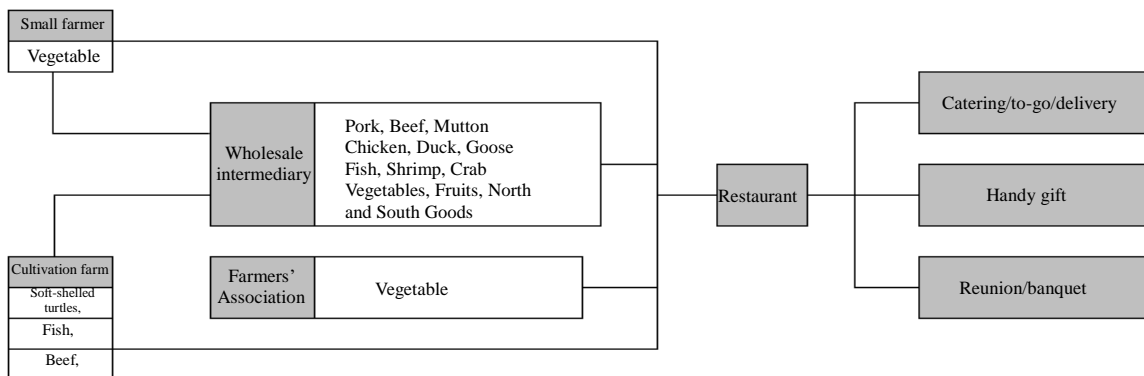 Small farmer
Vegetable
Wholesale
intermediary
Pork, Beef, Mutton
Chicken, Duck, Goose
Fish, Shrimp, Crab
Vegetables, Fruits, North
and South Goods
Cultivation farm
Soft-shelled
turtles,
Fish,
Beef,
Farmers’
Association
Vegetable
Restaurant
Catering/to-go/delivery
Handy gift
Reunion/banquet